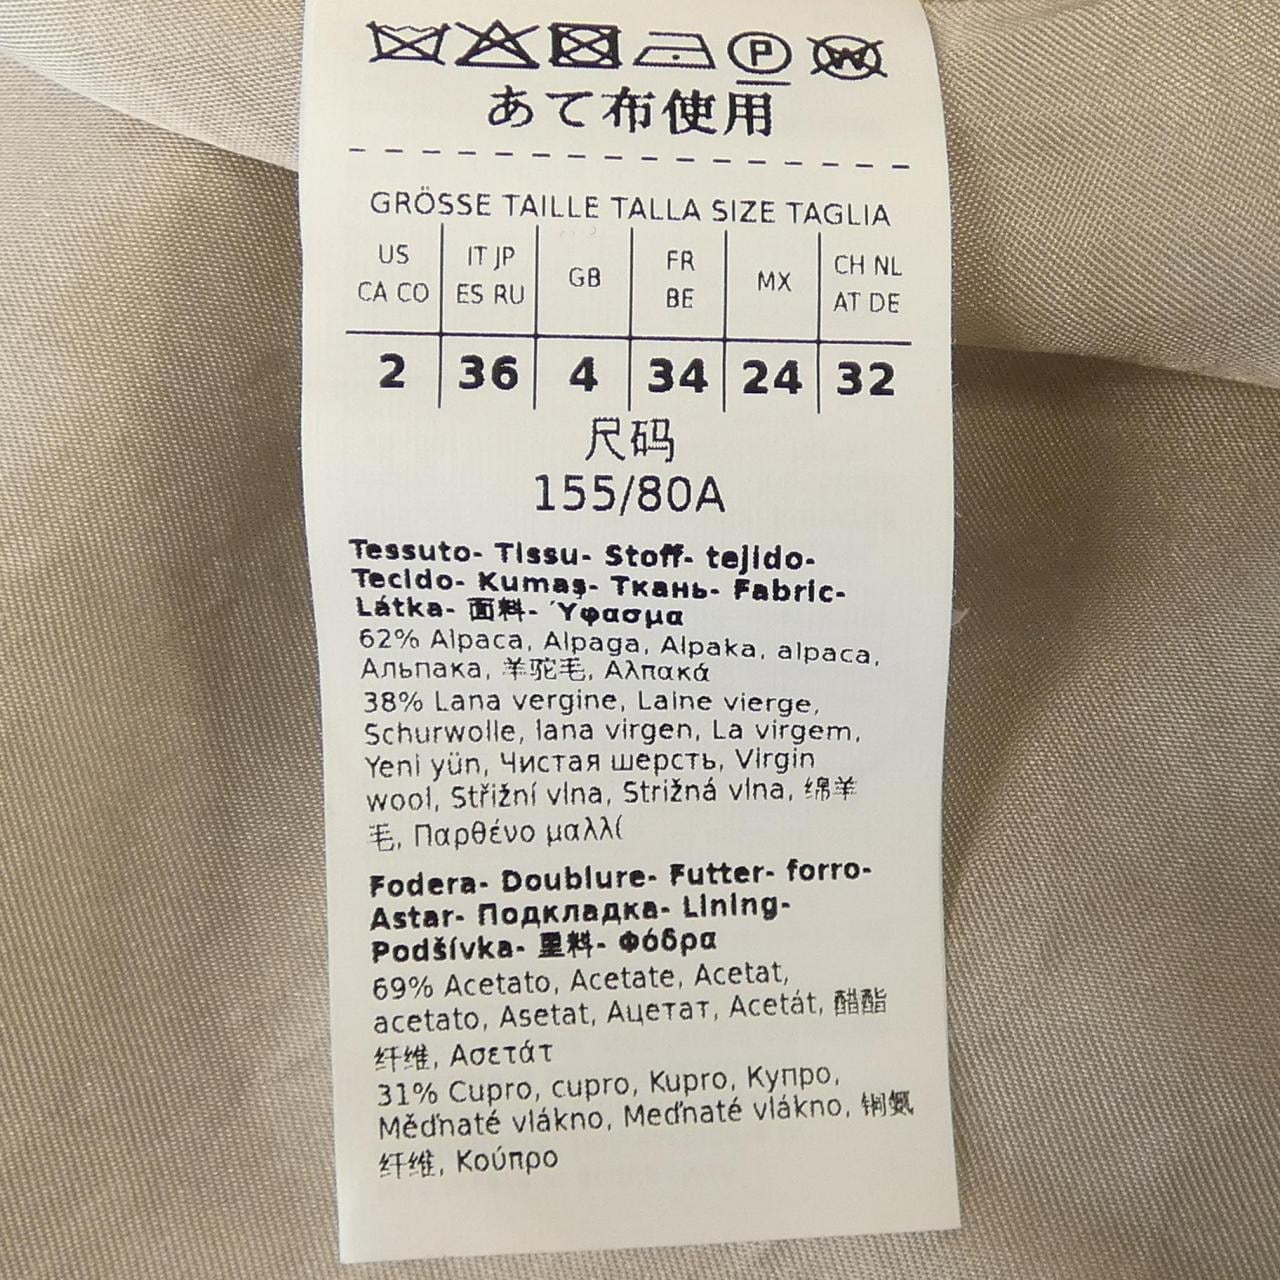 P W
あて布使用
GRÖSSE TAILLE TALLA SIZE TAGLIA
US CA CO IT JP ES RU GB FR BE MX CH NL AT DE
2 36 4 34 24 32
尺码
155/80A
Tessuto- Tissu- Stoff- tejido-
Tecido- Kumaş- Ткань- Fabric-
Látka- 面料- Ύφασμα
62% Alpaca, Alpaga, Alpaka, alpaca,
Альпака, 羊驼毛, Αλπακά
38% Lana vergine, Laine vierge,
Schurwolle, lana virgen, La virgem,
Yeni yün, Чистая шерсть, Virgin
wool, Střižní vlna, Strižná vlna, 绵羊
毛, Παρθένο μαλλί
Fodera- Doublure- Futter- forro-
Astar- Подкладка- Lining-
Podšívka- 里料- Φόδρα
69% Acetato, Acetate, Acetat,
acetato, Asetat, Ацетат, Acetát, 醋酯
纤维, Ασετάτ
31% Cupro, cupro, Kupro, Купро,
Měďnaté vlákno, Meďnaté vlákno, 铜氨
纤维, Κούπρο